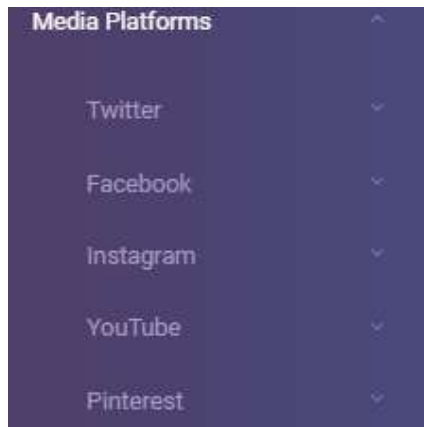 Media Platforms
Twitter
Facebook
Instagram
YouTube
Pinterest